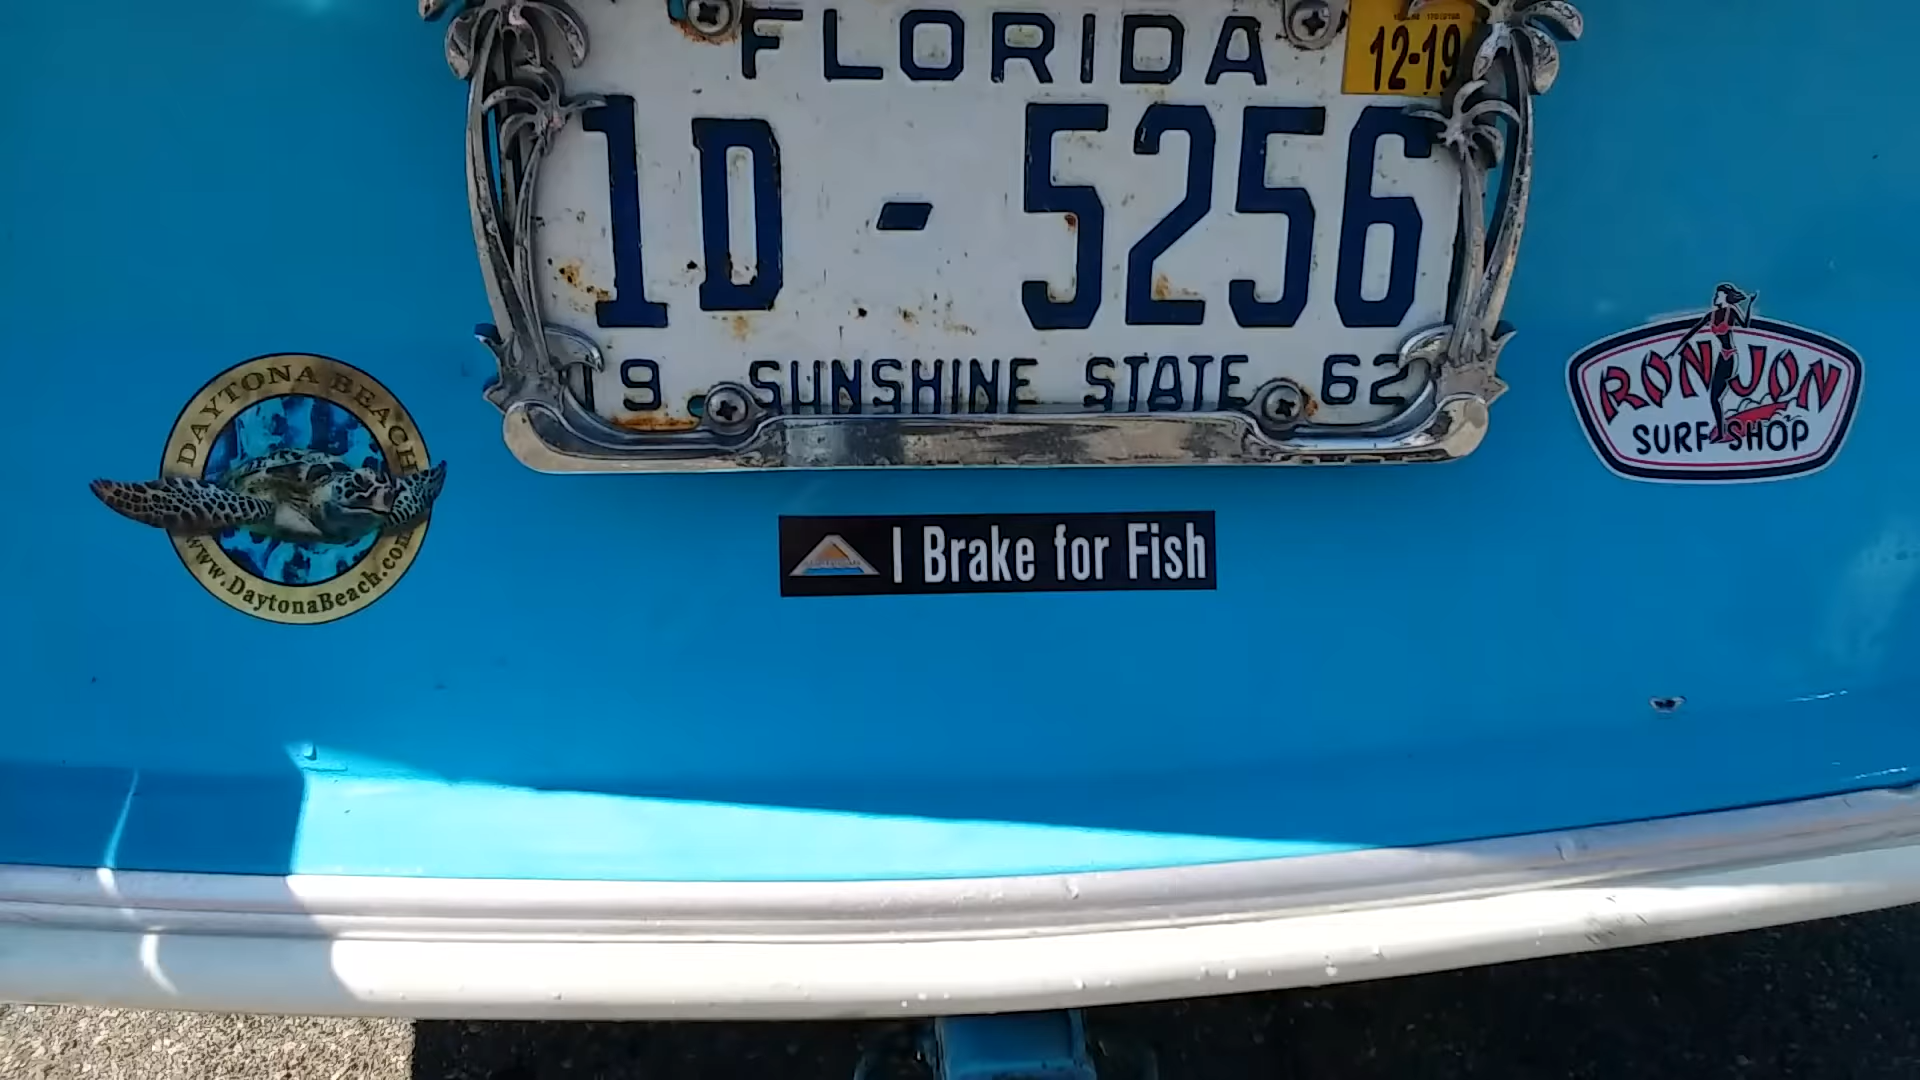 FLORIDA
12-19
1D - 5256
19 SUNSHINE STATE 62
DAYTONA BEACH
www.DaytonaBeach.com
I Brake for Fish
RON JON
SURF SHOP